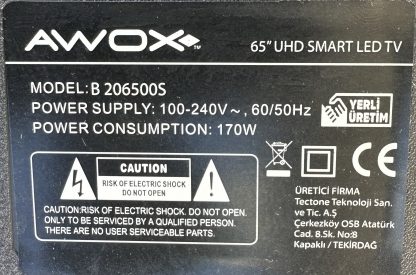 AWOX™
65” UHD SMART LED TV
MODEL: B 206500S
POWER SUPPLY: 100-240V~, 60/50Hz
POWER CONSUMPTION: 170W
YERLİ
ÜRETİM
CAUTION
RISK OF ELECTRIC SHOCK
DO NOT OPEN
CAUTION:RISK OF ELECTRIC SHOCK. DO NOT OPEN.
ONLY TO BE SERVICED BY A QUALIFIED PERSON.
THERE ARE NO USER SERVICEABLE PARTS.
CE
ÜRETİCİ FİRMA
Tectone Teknoloji San.
ve Tic. A.Ş
Çerkezköy OSB Atatürk
Cad. 8.Sk. No:8
Kapaklı / TEKİRDAĞ